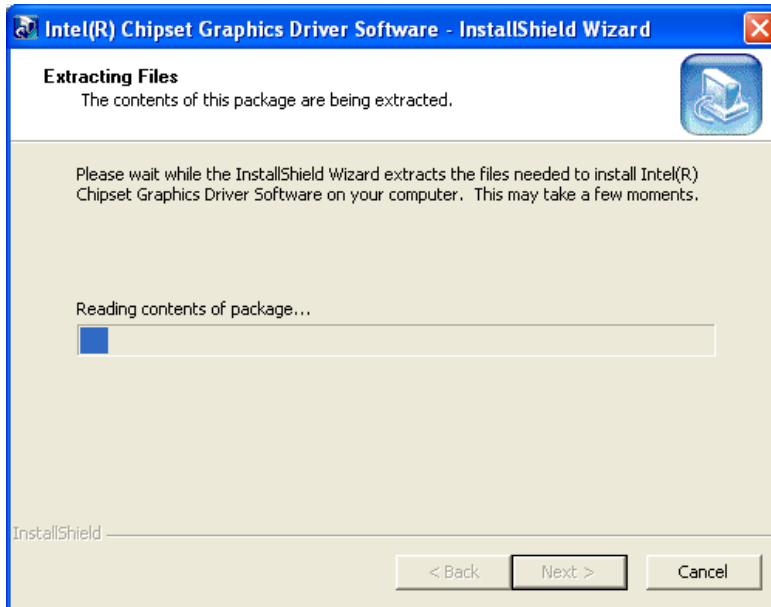 Intel(R) Chipset Graphics Driver Software - InstallShield Wizard
Extracting Files
The contents of this package are being extracted.
Please wait while the InstallShield Wizard extracts the files needed to install Intel(R)
Chipset Graphics Driver Software on your computer.  This may take a few moments.
Reading contents of package...
InstallShield
< Back Next > Cancel